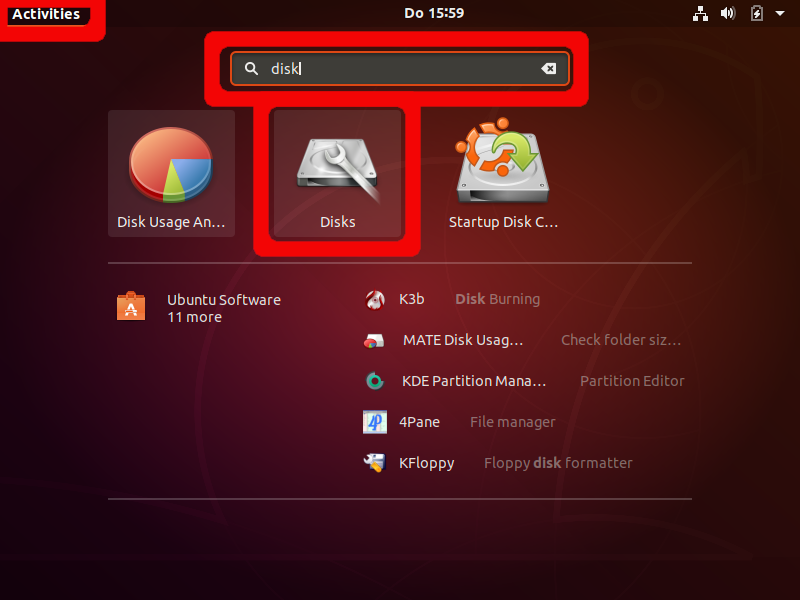 Activities
Do 15:59
disk
Disk Usage An...
Disks
Startup Disk C...
Ubuntu Software
11 more
K3b Disk Burning
MATE Disk Usag... Check folder siz...
KDE Partition Mana... Partition Editor
4Pane File manager
KFloppy Floppy disk formatter